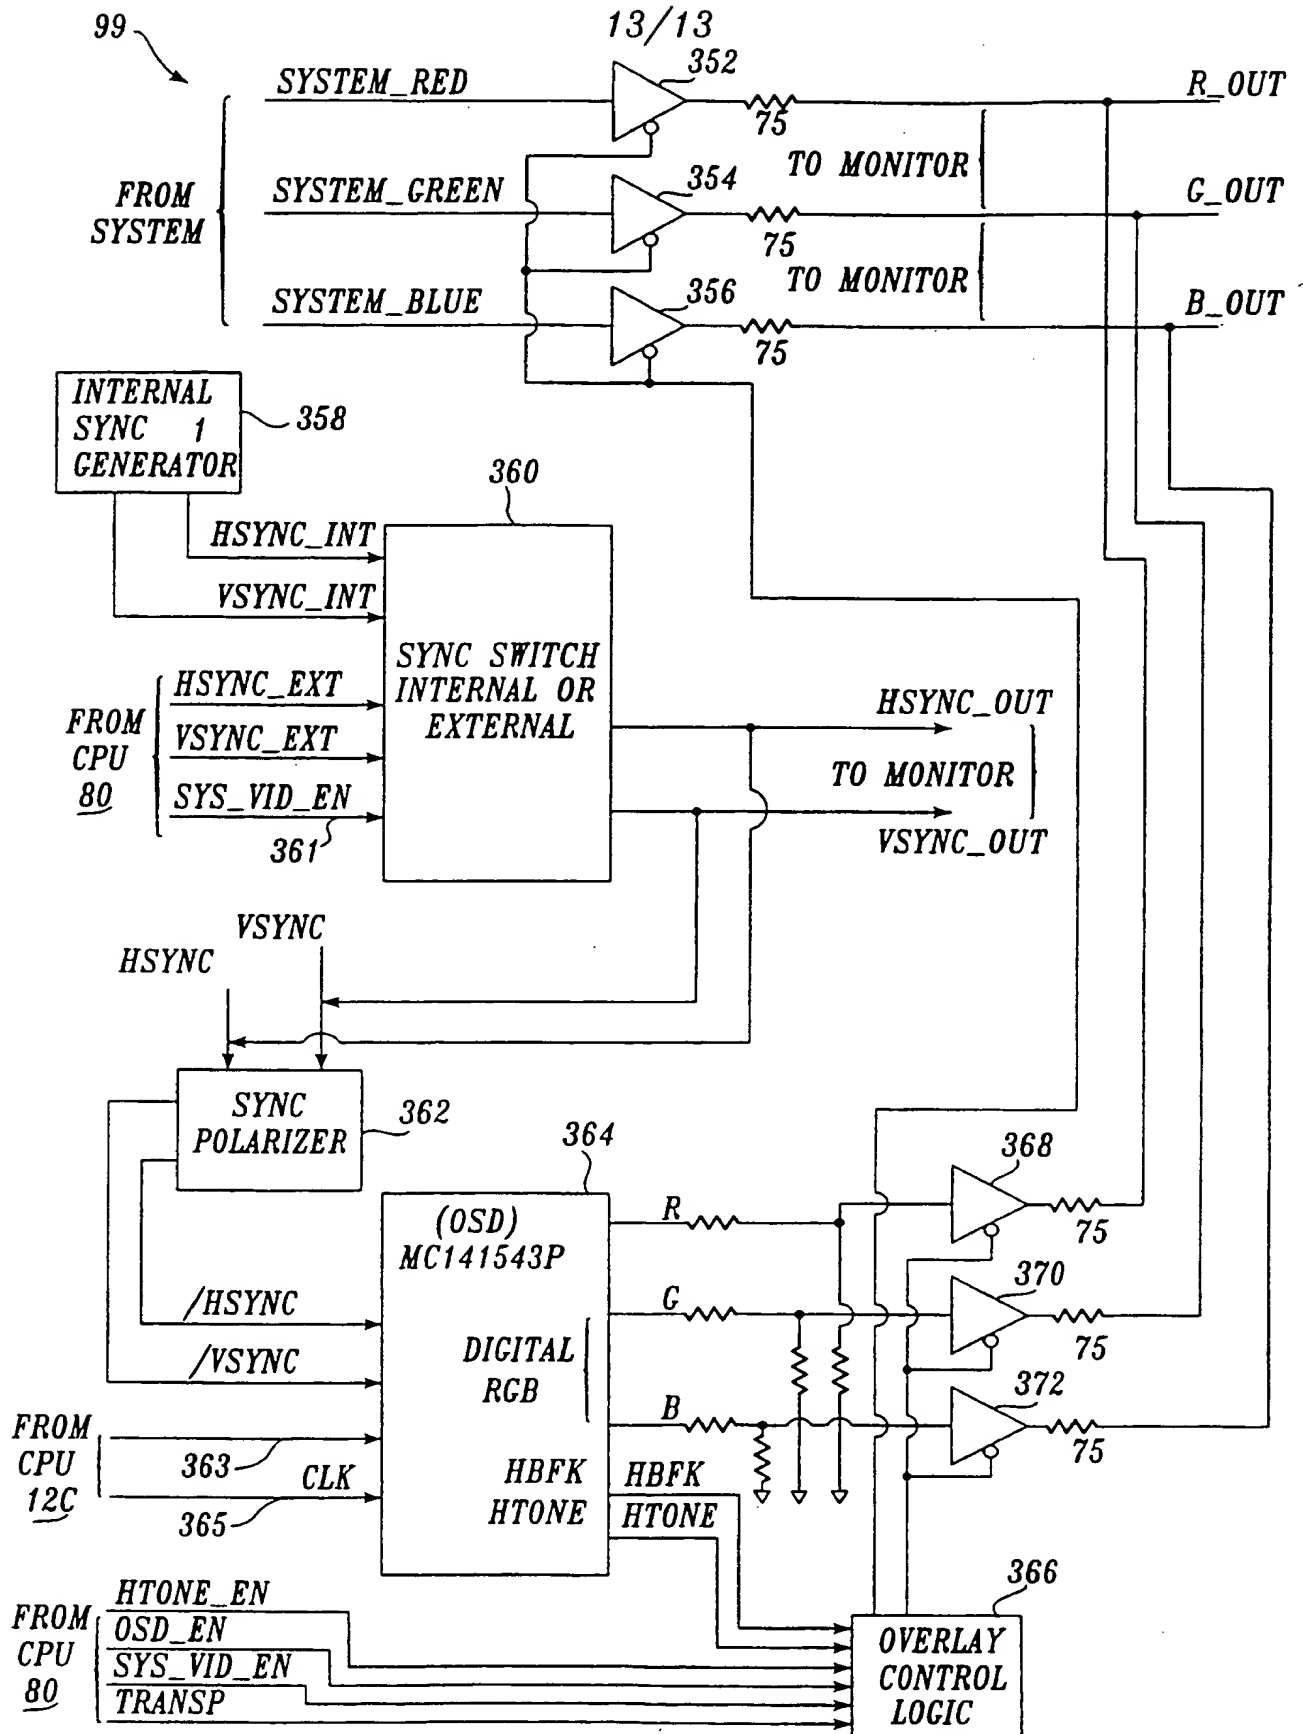 13/13
99
SYSTEM_RED
352
75
R_OUT
TO MONITOR
FROM
SYSTEM
SYSTEM_GREEN
354
75
G_OUT
TO MONITOR
SYSTEM_BLUE
356
75
B_OUT
INTERNAL
SYNC 1
GENERATOR
358
360
HSYNC_INT
VSYNC_INT
SYNC SWITCH
INTERNAL OR
EXTERNAL
FROM
CPU
80
HSYNC_EXT
VSYNC_EXT
SYS_VID_EN
361
HSYNC_OUT
TO MONITOR
VSYNC_OUT
VSYNC
HSYNC
SYNC
POLARIZER
362
364
(OSD)
MC141543P
/HSYNC
/VSYNC
DIGITAL
RGB
R
G
B
368
75
370
75
372
75
FROM
CPU
12C
363
CLK
365
HBFK
HTONE
HBFK
HTONE
366
FROM
CPU
80
HTONE_EN
OSD_EN
SYS_VID_EN
TRANSP
OVERLAY
CONTROL
LOGIC